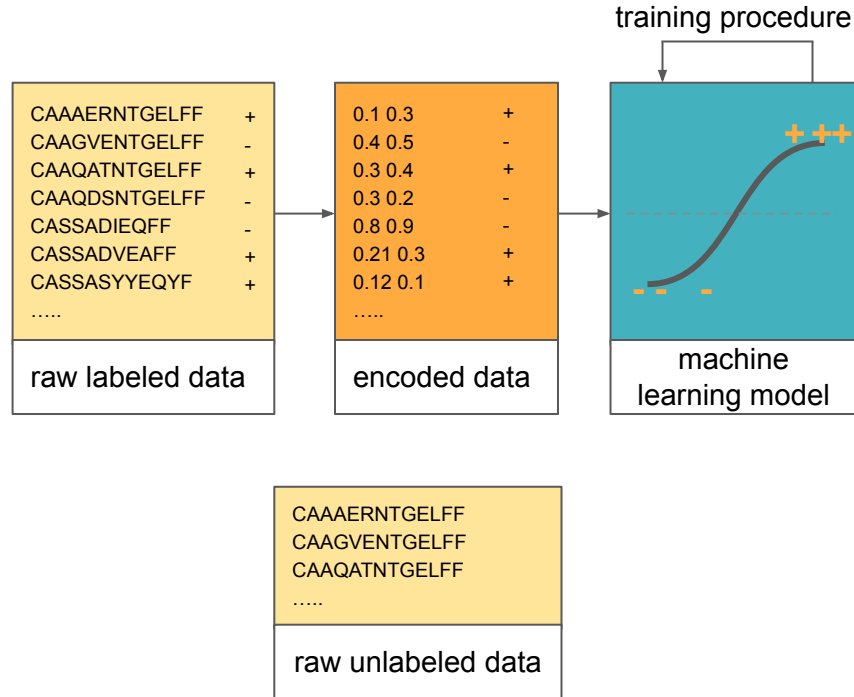 training procedure
CAAAERNTGELFF +
CAAGVENTGELFF -
CAAQATNTGELFF +
CAAQDSNTGELFF -
CASSADIEQFF -
CASSADVEAFF +
CASSASYYEQYF +
.....
raw labeled data
0.1 0.3 +
0.4 0.5 -
0.3 0.4 +
0.3 0.2 -
0.8 0.9 -
0.21 0.3 +
0.12 0.1 +
.....
encoded data
+ + +
- - -
machine
learning model
CAAAERNTGELFF
CAAGVENTGELFF
CAAQATNTGELFF
.....
raw unlabeled data